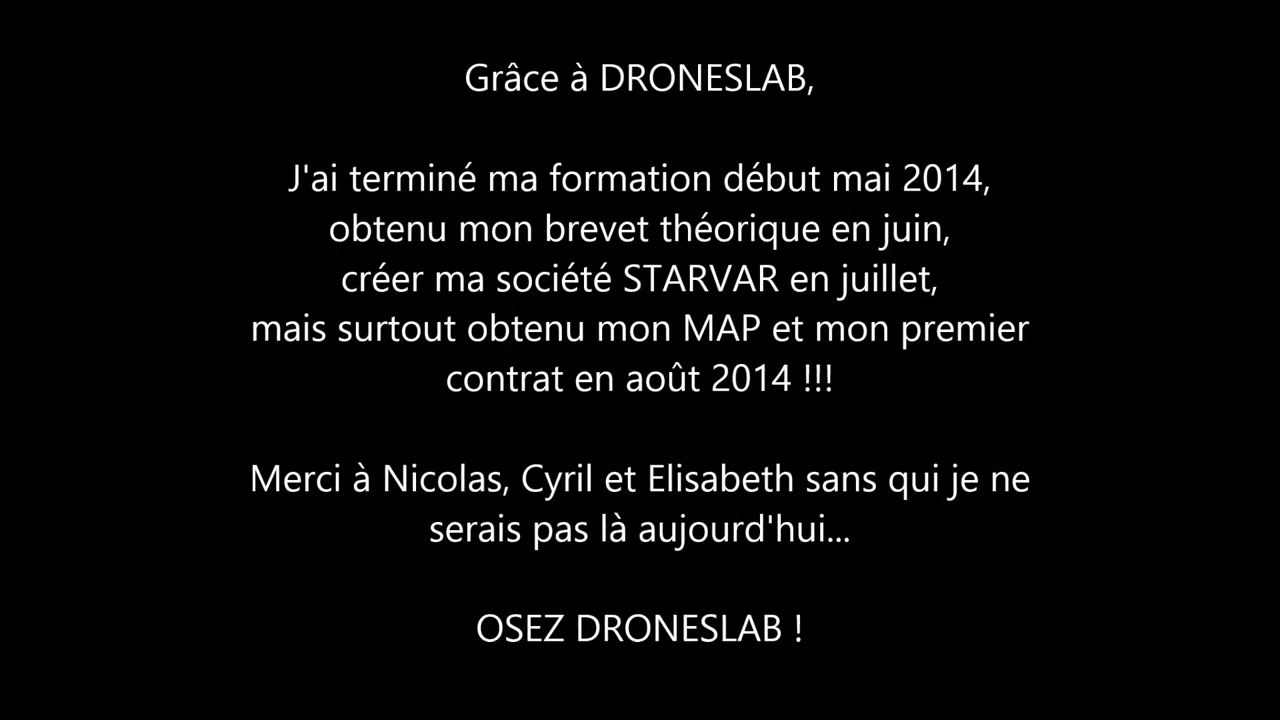 Grâce à DRONESLAB,
J'ai terminé ma formation début mai 2014,
obtenu mon brevet théorique en juin,
créer ma société STARVAR en juillet,
mais surtout obtenu mon MAP et mon premier
contrat en août 2014 !!!
Merci à Nicolas, Cyril et Elisabeth sans qui je ne
serais pas là aujourd'hui...
OSEZ DRONESLAB !